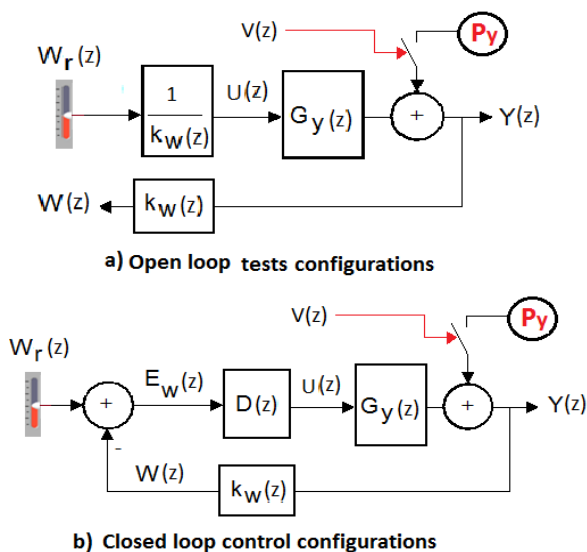 V(z)
Py
Wr(z)
1
kw(z)
U(z)
Gy(z)
+
Y(z)
W(z)
kw(z)
a) Open loop tests configurations
V(z)
Py
Wr(z)
+
Ew(z)
D(z)
U(z)
Gy(z)
+
Y(z)
-
W(z)
kw(z)
b) Closed loop control configurations